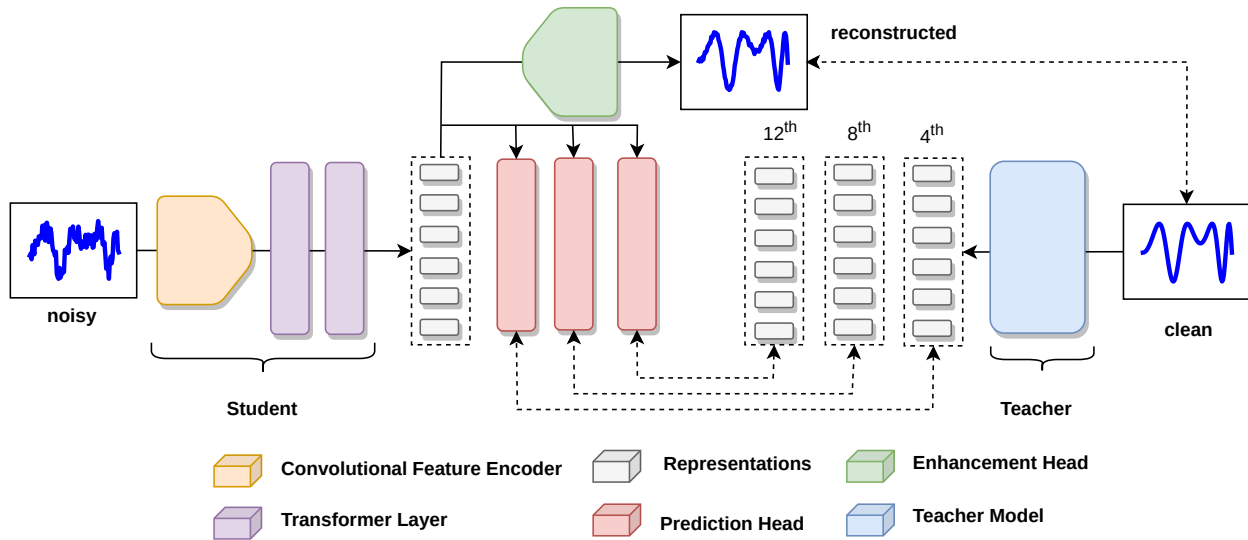 reconstructed
12th
8th
4th
noisy
clean
Student
Teacher
Convolutional Feature Encoder
Representations
Enhancement Head
Transformer Layer
Prediction Head
Teacher Model